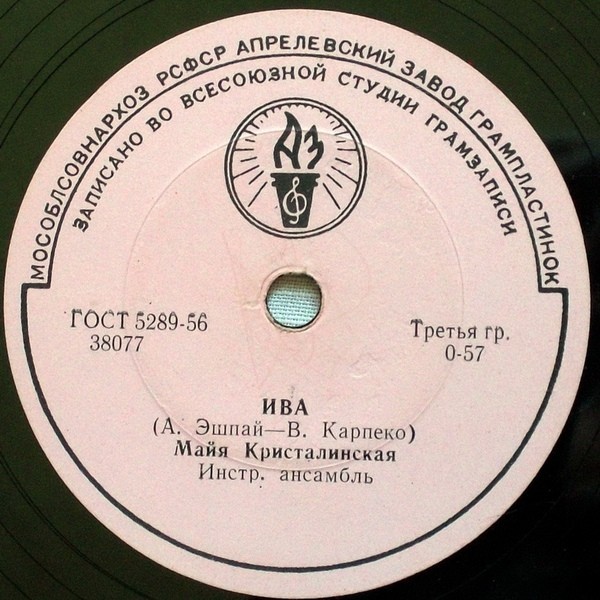 МОСОБЛСОВНАРХОЗ РСФСР АПРЕЛЕВСКИЙ ЗАВОД ГРАМПЛАСТИНОК
ЗАПИСАНО ВО ВСЕСОЮЗНОЙ СТУДИИ ГРАМЗАПИСИ
АЗ
ГОСТ 5289-56
38077
Третья гр.
0-57
ИВА
(А. Эшпай—В. Карпеко)
Майя Кристалинская
Инстр. ансамбль